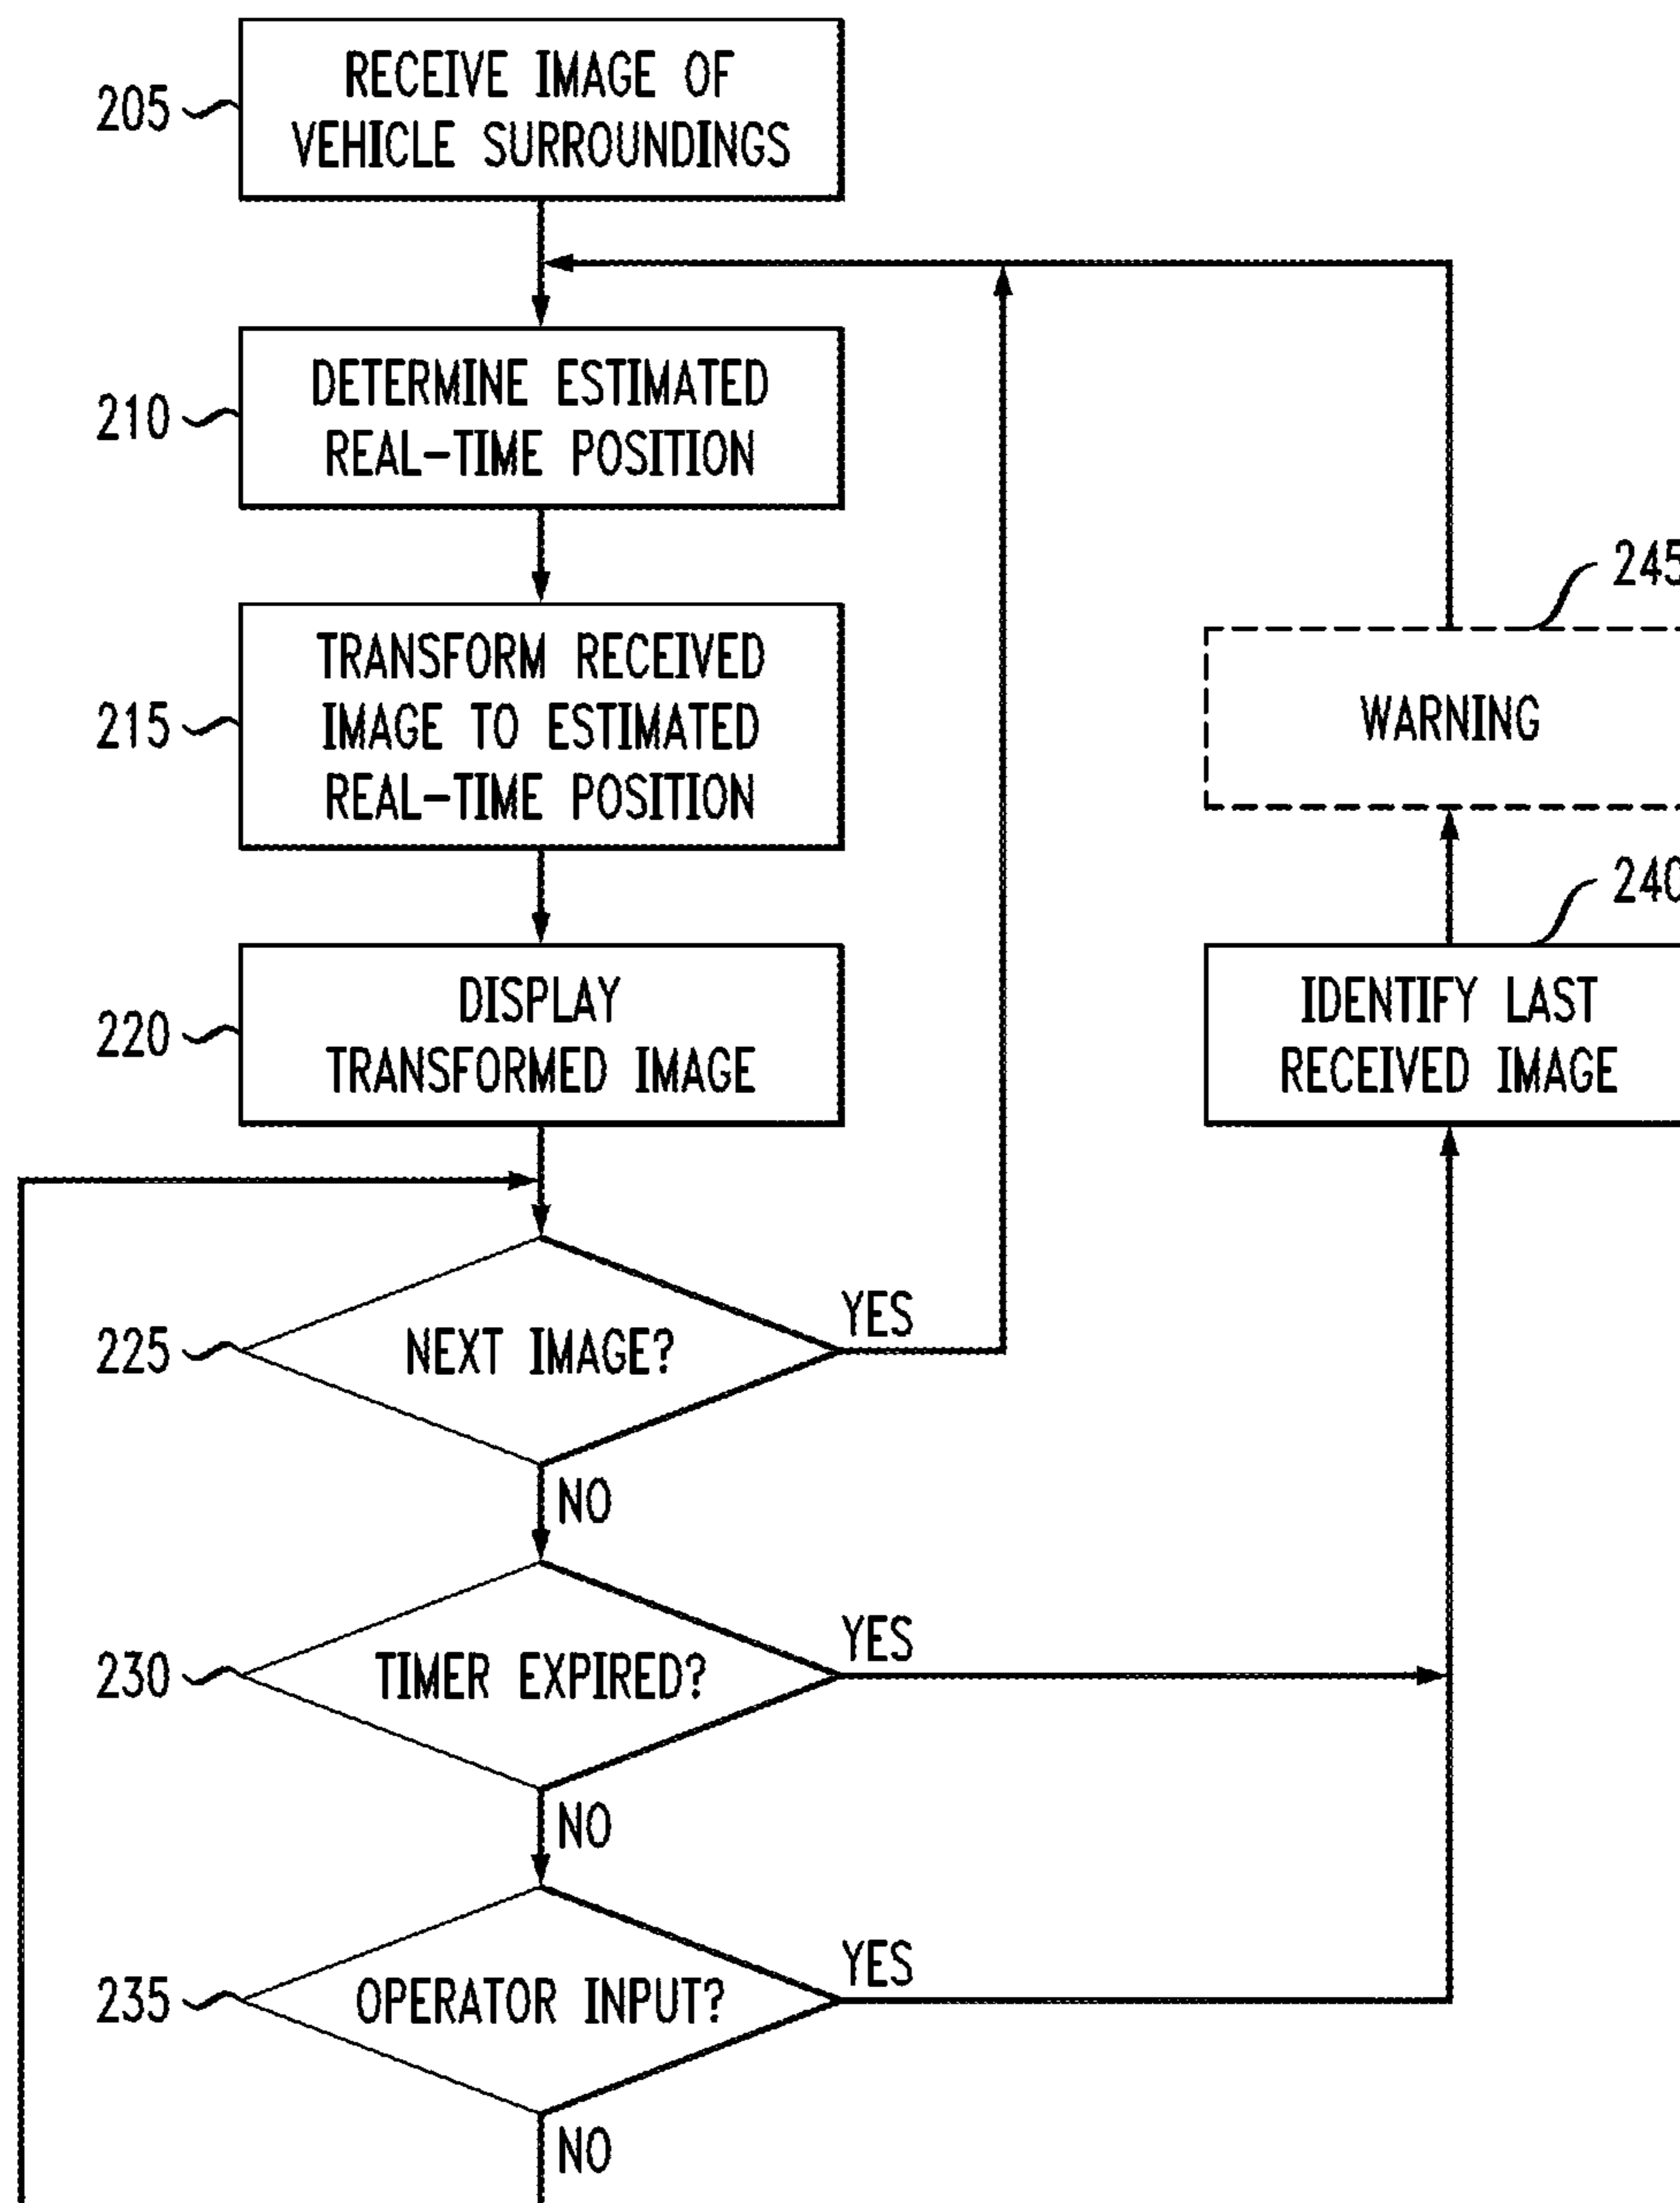 205
RECEIVE IMAGE OF
VEHICLE SURROUNDINGS
210
DETERMINE ESTIMATED
REAL-TIME POSITION
215
TRANSFORM RECEIVED
IMAGE TO ESTIMATED
REAL-TIME POSITION
245
WARNING
220
DISPLAY
TRANSFORMED IMAGE
240
IDENTIFY LAST
RECEIVED IMAGE
225
NEXT IMAGE?
YES
NO
230
TIMER EXPIRED?
YES
NO
235
OPERATOR INPUT?
YES
NO